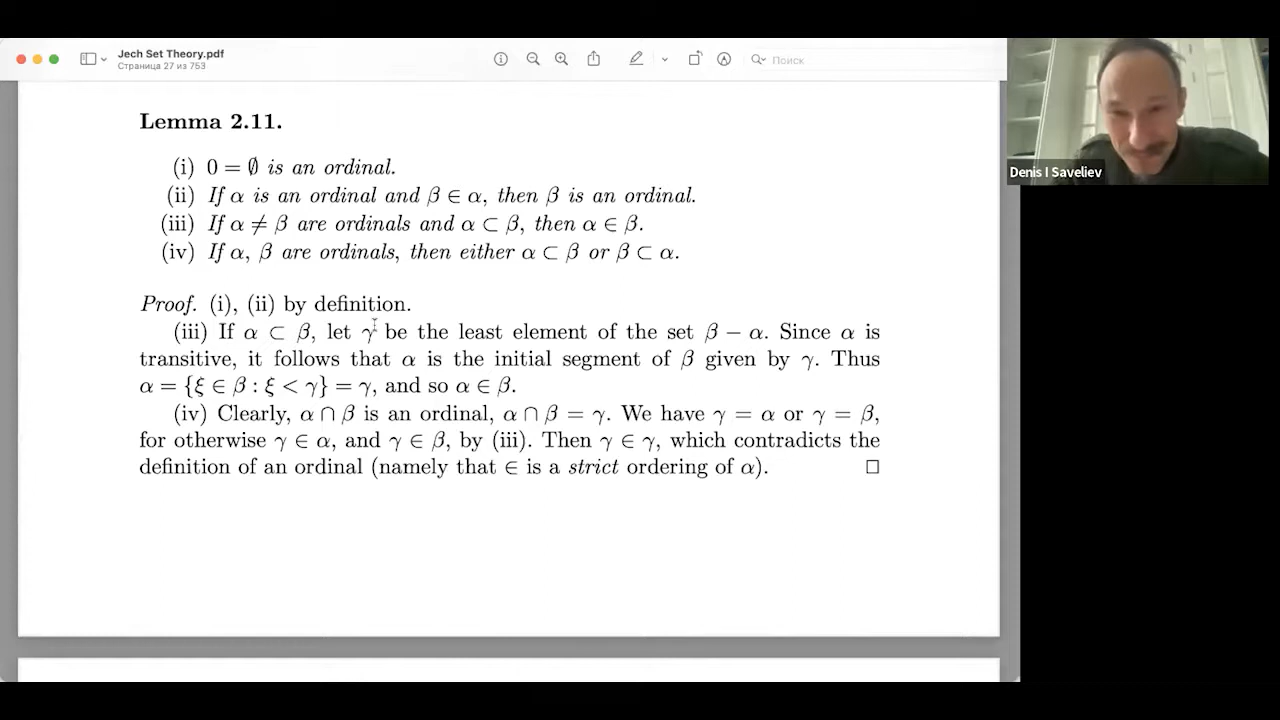 Jech Set Theory.pdf
Страница 27 из 753
Поиск
Denis I Saveliev
Lemma 2.11.
(i) 0 = ∅ is an ordinal.
(ii) If α is an ordinal and β ∈ α, then β is an ordinal.
(iii) If α ≠ β are ordinals and α ⊂ β, then α ∈ β.
(iv) If α, β are ordinals, then either α ⊂ β or β ⊂ α.
Proof. (i), (ii) by definition.
(iii) If α ⊂ β, let γ be the least element of the set β − α. Since α is
transitive, it follows that α is the initial segment of β given by γ. Thus
α = {ξ ∈ β : ξ < γ} = γ, and so α ∈ β.
(iv) Clearly, α ∩ β is an ordinal, α ∩ β = γ. We have γ = α or γ = β,
for otherwise γ ∈ α, and γ ∈ β, by (iii). Then γ ∈ γ, which contradicts the
definition of an ordinal (namely that ∈ is a strict ordering of α). □